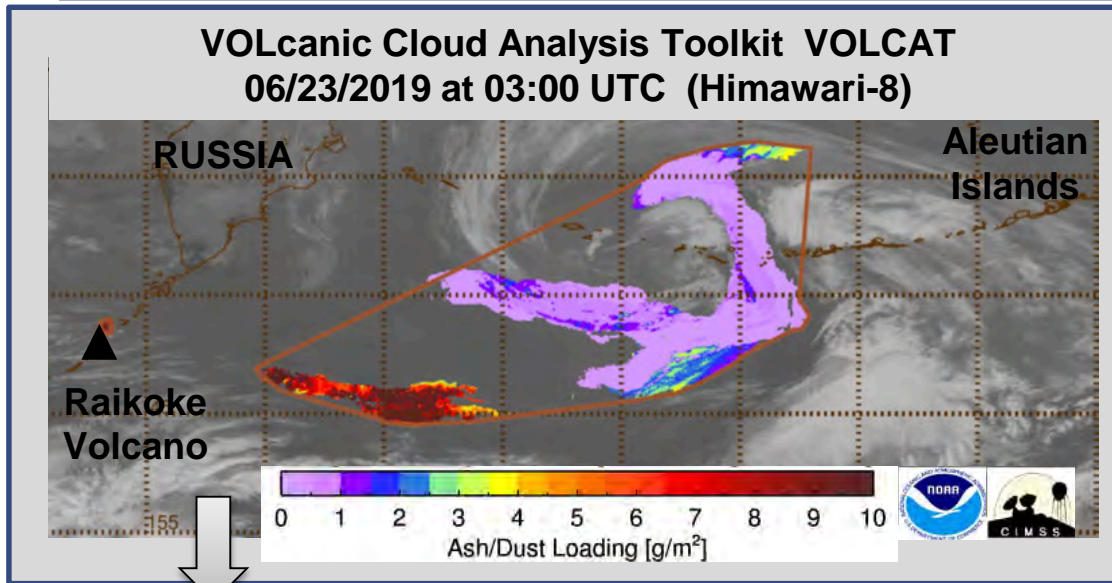 VOLcanic Cloud Analysis Toolkit VOLCAT
06/23/2019 at 03:00 UTC (Himawari-8)
RUSSIA
Aleutian
Islands
Raikoke
Volcano
155
0 1 2 3 4 5 6 7 8 9 10
Ash/Dust Loading [g/m²]
NOAA
CIMSS